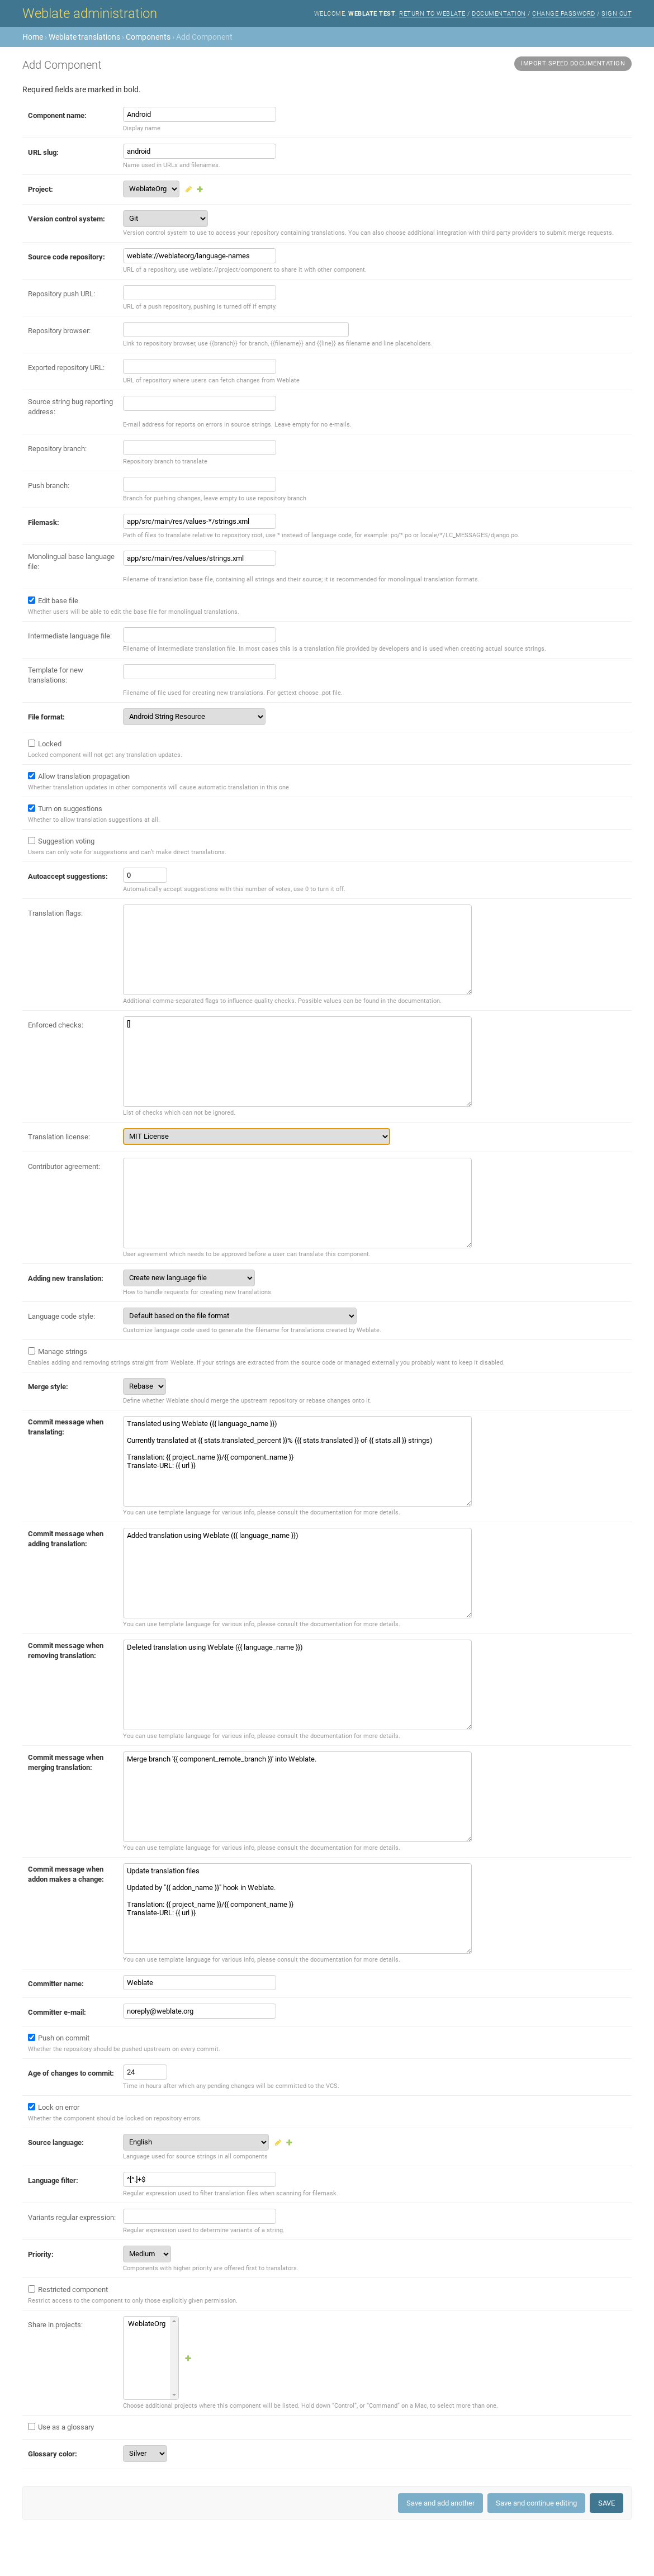 Weblate administration
WELCOME, WEBLATE TEST. RETURN TO WEBLATE / DOCUMENTATION / CHANGE PASSWORD / SIGN OUT
Home › Weblate translations › Components › Add Component
Add Component
IMPORT SPEED DOCUMENTATION
Required fields are marked in bold.
Component name:
Android
Display name
URL slug:
android
Name used in URLs and filenames.
Project:
WeblateOrg
Version control system:
Git
Version control system to use to access your repository containing translations. You can also choose additional integration with third party providers to submit merge requests.
Source code repository:
weblate://weblateorg/language-names
URL of a repository, use weblate://project/component to share it with other component.
Repository push URL:
URL of a push repository, pushing is turned off if empty.
Repository browser:
Link to repository browser, use {{branch}} for branch, {{filename}} and {{line}} as filename and line placeholders.
Exported repository URL:
URL of repository where users can fetch changes from Weblate
Source string bug reporting
address:
E-mail address for reports on errors in source strings. Leave empty for no e-mails.
Repository branch:
Repository branch to translate
Push branch:
Branch for pushing changes, leave empty to use repository branch
Filemask:
app/src/main/res/values-*/strings.xml
Path of files to translate relative to repository root, use * instead of language code, for example: po/*.po or locale/*/LC_MESSAGES/django.po.
Monolingual base language
file:
app/src/main/res/values/strings.xml
Filename of translation base file, containing all strings and their source; it is recommended for monolingual translation formats.
Edit base file
Whether users will be able to edit the base file for monolingual translations.
Intermediate language file:
Filename of intermediate translation file. In most cases this is a translation file provided by developers and is used when creating actual source strings.
Template for new
translations:
Filename of file used for creating new translations. For gettext choose .pot file.
File format:
Android String Resource
Locked
Locked component will not get any translation updates.
Allow translation propagation
Whether translation updates in other components will cause automatic translation in this one
Turn on suggestions
Whether to allow translation suggestions at all.
Suggestion voting
Users can only vote for suggestions and can't make direct translations.
Autoaccept suggestions:
0
Automatically accept suggestions with this number of votes, use 0 to turn it off.
Translation flags:
Additional comma-separated flags to influence quality checks. Possible values can be found in the documentation.
Enforced checks:
[]
List of checks which can not be ignored.
Translation license:
MIT License
Contributor agreement:
User agreement which needs to be approved before a user can translate this component.
Adding new translation:
Create new language file
How to handle requests for creating new translations.
Language code style:
Default based on the file format
Customize language code used to generate the filename for translations created by Weblate.
Manage strings
Enables adding and removing strings straight from Weblate. If your strings are extracted from the source code or managed externally you probably want to keep it disabled.
Merge style:
Rebase
Define whether Weblate should merge the upstream repository or rebase changes onto it.
Commit message when
translating:
Translated using Weblate ({{ language_name }})
Currently translated at {{ stats.translated_percent }}% ({{ stats.translated }} of {{ stats.all }} strings)
Translation: {{ project_name }}/{{ component_name }}
Translate-URL: {{ url }}
You can use template language for various info, please consult the documentation for more details.
Commit message when
adding translation:
Added translation using Weblate ({{ language_name }})
You can use template language for various info, please consult the documentation for more details.
Commit message when
removing translation:
Deleted translation using Weblate ({{ language_name }})
You can use template language for various info, please consult the documentation for more details.
Commit message when
merging translation:
Merge branch '{{ component_remote_branch }}' into Weblate.
You can use template language for various info, please consult the documentation for more details.
Commit message when
addon makes a change:
Update translation files
Updated by "{{ addon_name }}" hook in Weblate.
Translation: {{ project_name }}/{{ component_name }}
Translate-URL: {{ url }}
You can use template language for various info, please consult the documentation for more details.
Committer name:
Weblate
Committer e-mail:
noreply@weblate.org
Push on commit
Whether the repository should be pushed upstream on every commit.
Age of changes to commit:
24
Time in hours after which any pending changes will be committed to the VCS.
Lock on error
Whether the component should be locked on repository errors.
Source language:
English
Language used for source strings in all components
Language filter:
^[^.]+$
Regular expression used to filter translation files when scanning for filemask.
Variants regular expression:
Regular expression used to determine variants of a string.
Priority:
Medium
Components with higher priority are offered first to translators.
Restricted component
Restrict access to the component to only those explicitly given permission.
Share in projects:
WeblateOrg
Choose additional projects where this component will be listed. Hold down "Control", or "Command" on a Mac, to select more than one.
Use as a glossary
Glossary color:
Silver
Save and add another
Save and continue editing
SAVE